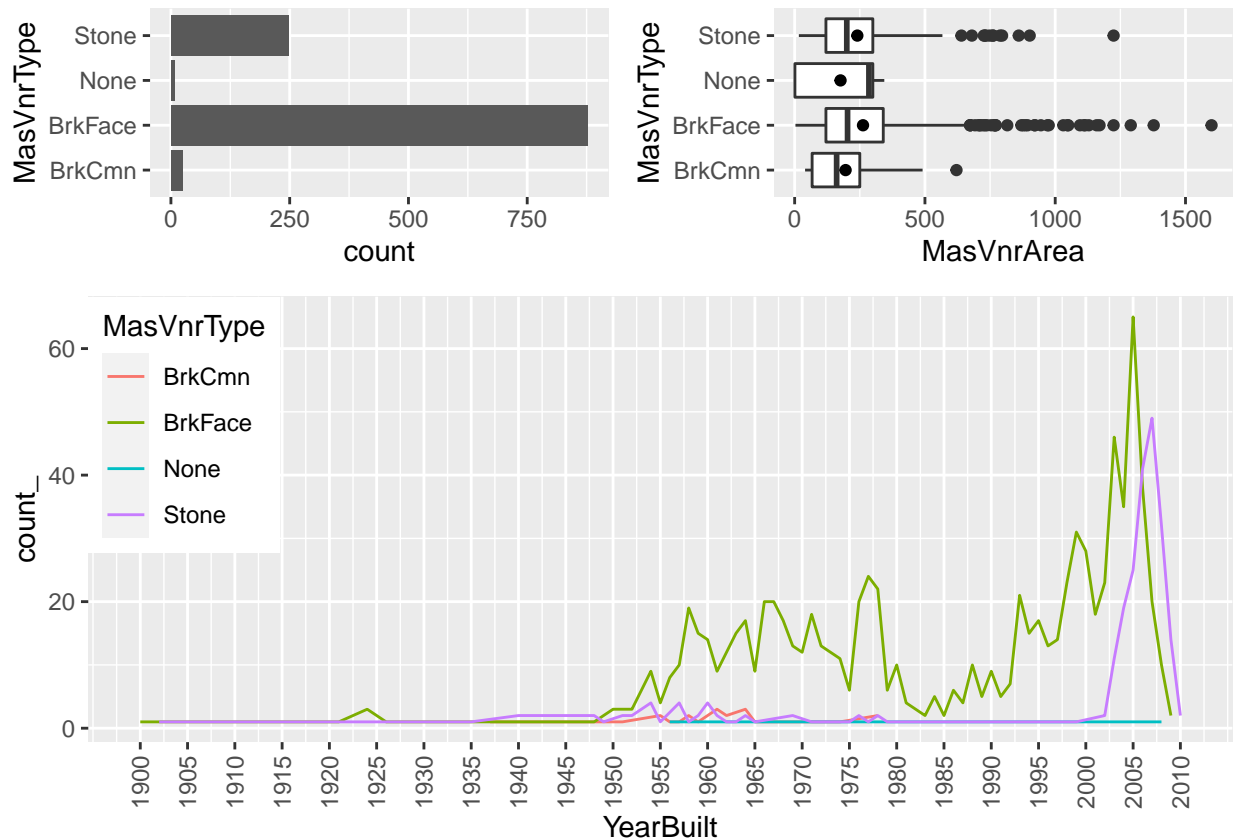 MasVnrType
Stone
None
BrkFace
BrkCmn
0 250 500 750
count
MasVnrType
Stone
None
BrkFace
BrkCmn
0 500 1000 1500
MasVnrArea
count_
60
40
20
0
MasVnrType
BrkCmn
BrkFace
None
Stone
1900 1905 1910 1915 1920 1925 1930 1935 1940 1945 1950 1955 1960 1965 1970 1975 1980 1985 1990 1995 2000 2005 2010
YearBuilt